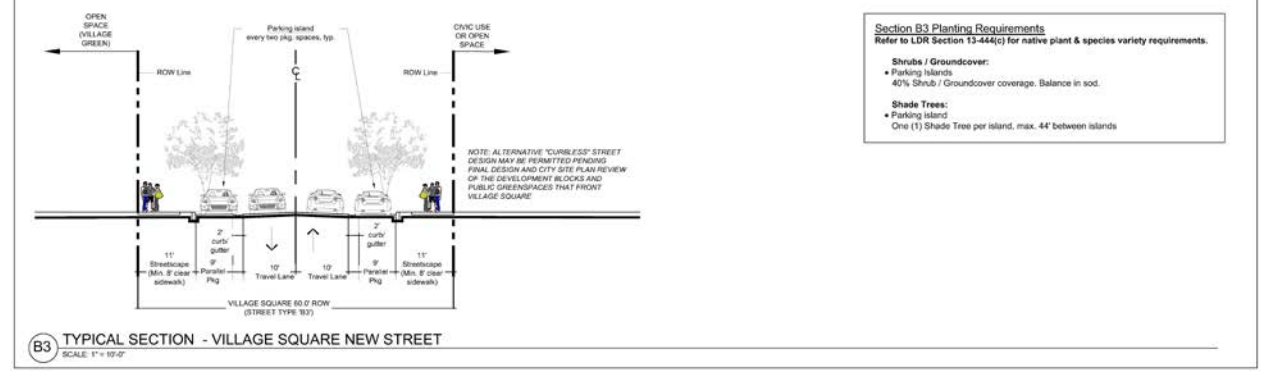 OPEN
SPACE
(VILLAGE
GREEN)
Parking island
every two pkg. spaces, typ.
CIVIC USE
OR OPEN
SPACE
ROW Line
CL
ROW Line
NOTE: ALTERNATIVE "CURBLESS" STREET
DESIGN MAY BE PERMITTED PENDING
FINAL DESIGN AND CITY SITE PLAN REVIEW
OF THE DEVELOPMENT BLOCKS AND
PUBLIC GREENSPACES THAT FRONT
VILLAGE SQUARE
11'
Streetscape
(Min. 8' clear
sidewalk)
2'
curb/
gutter
9'
Parallel
Pkg
10'
Travel Lane
10'
Travel Lane
2'
curb/
gutter
9'
Parallel
Pkg
11'
Streetscape
(Min. 8' clear
sidewalk)
VILLAGE SQUARE 60.0' ROW
(STREET TYPE 'B3')
B3
TYPICAL SECTION - VILLAGE SQUARE NEW STREET
SCALE: 1" = 10'-0"
Section B3 Planting Requirements
Refer to LDR Section 13-444(c) for native plant & species variety requirements.
Shrubs / Groundcover:
• Parking Islands
40% Shrub / Groundcover coverage. Balance in sod.
Shade Trees:
• Parking island
One (1) Shade Tree per island, max. 44' between islands